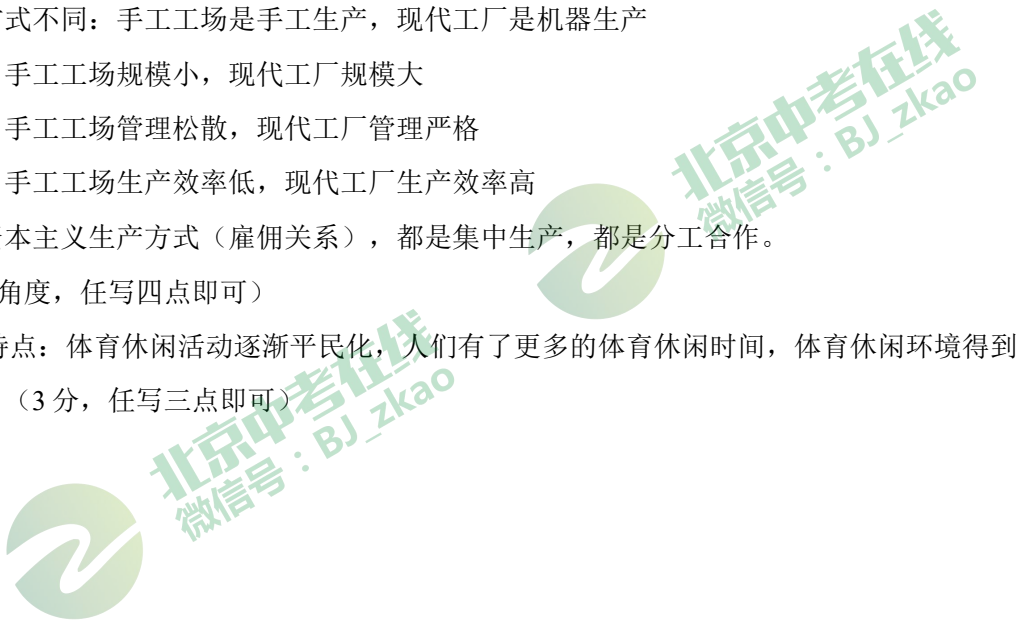 式不同：手工工场是手工生产，现代工厂是机器生产
手工工场规模小，现代工厂规模大
手工工场管理松散，现代工厂管理严格
手工工场生产效率低，现代工厂生产效率高
本主义生产方式（雇佣关系），都是集中生产，都是分工合作。
角度，任写四点即可）
特点：体育休闲活动逐渐平民化，人们有了更多的体育休闲时间，体育休闲环境得到
（3 分，任写三点即可）
北京中考在线
微信号：BJ_zkao
北京中考在线
微信号：BJ_zkao